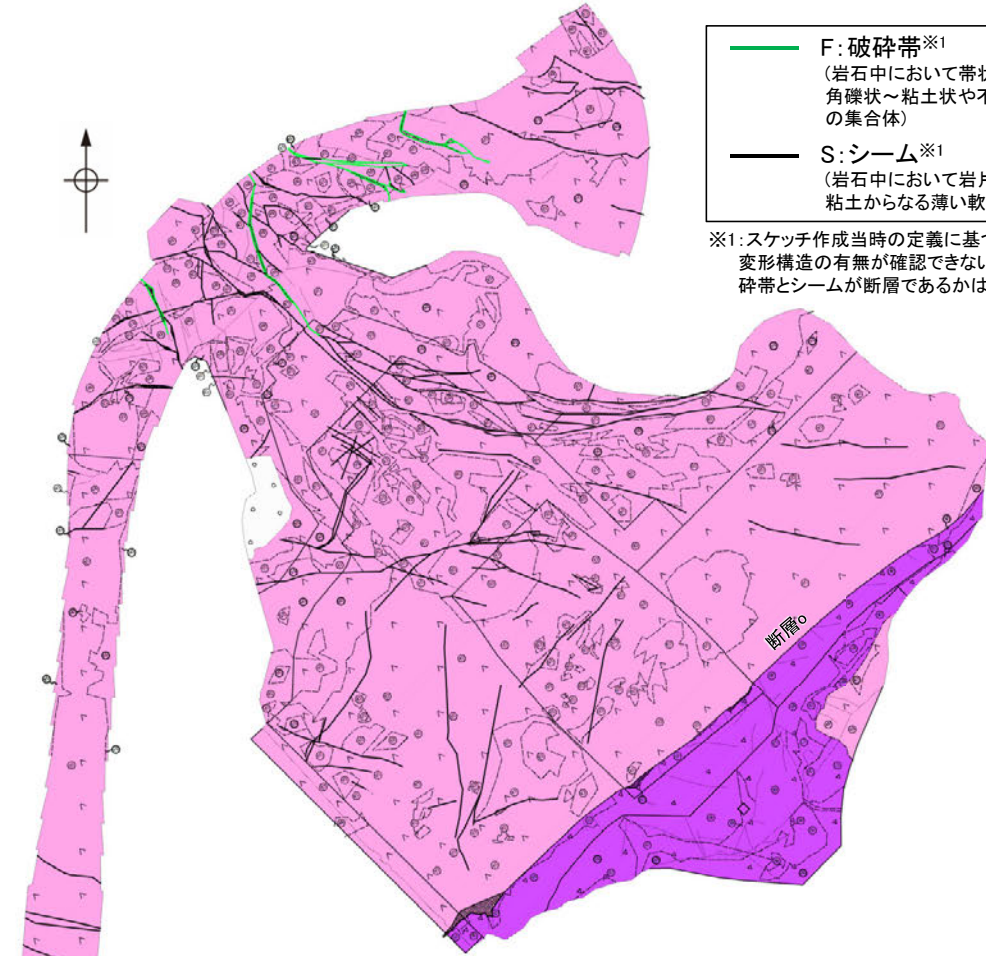 F:破砕帯※1
(岩石中において帯状
角礫状～粘土状や不
の集合体)
S:シーム※1
(岩石中において岩片
粘土からなる薄い軟
※1:スケッチ作成当時の定義に基づ
変形構造の有無が確認できない
砕帯とシームが断層であるかは
断層o